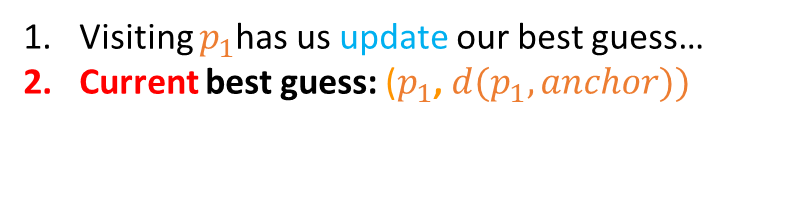 1. Visiting p₁ has us update our best guess…
2. Current best guess: (p₁, d(p₁, anchor))